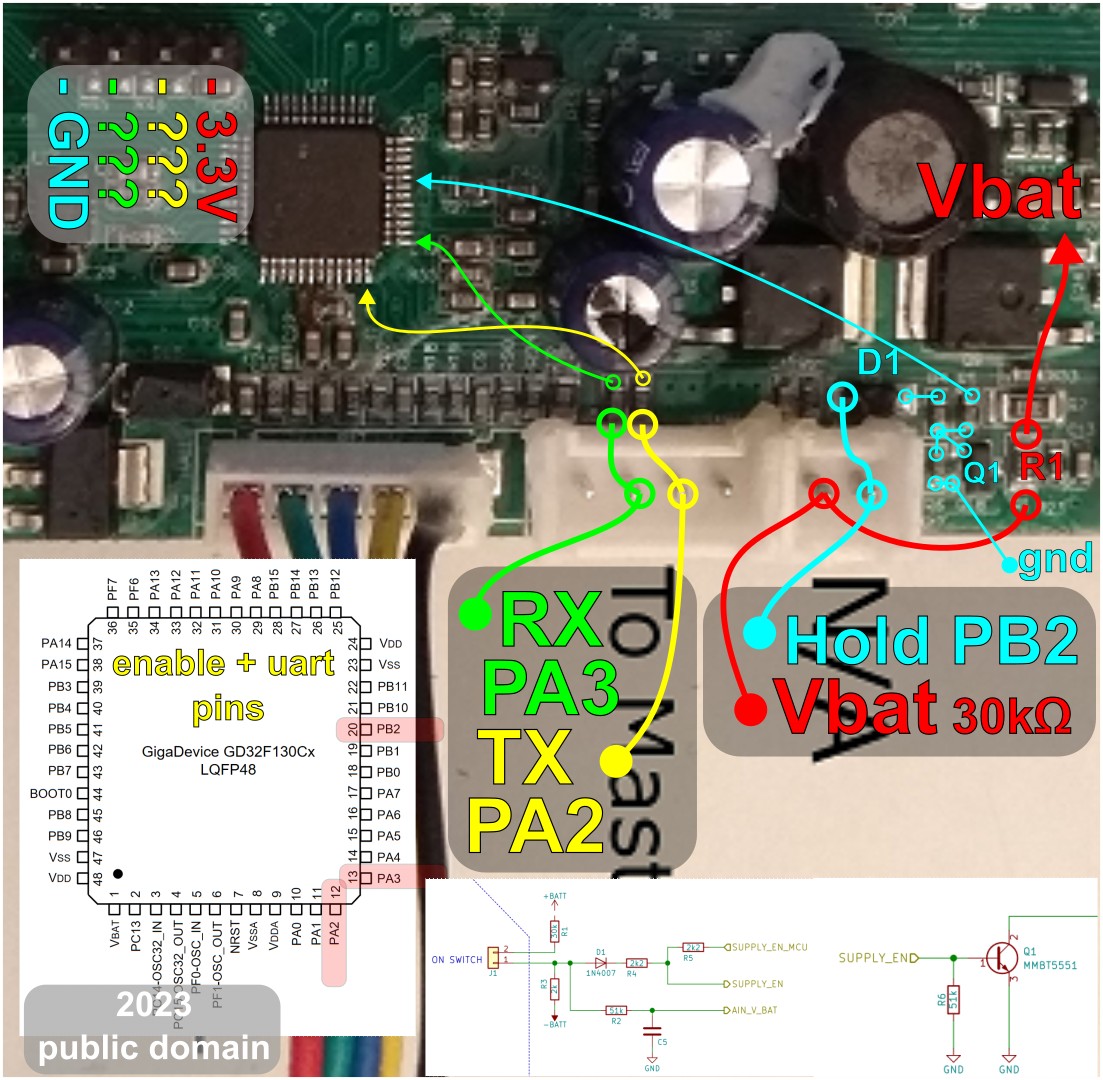 U7
GND
???
???
3.3V
Vbat
D1
Q1
R1
gnd
RX
PA3
TX
PA2
To Mast
N/A
Hold PB2
Vbat 30kΩ
PF7
PF6
PA13
PA12
PA11
PA10
PA9
PA8
PB15
PB14
PB13
PB12
36
35
34
33
32
31
30
29
28
27
26
25
PA14 37
PA15 38
PB3 39
PB4 40
PB5 41
PB6 42
PB7 43
BOOT0 44
PB8 45
PB9 46
Vss 47
VDD 48
24 VDD
23 Vss
22 PB11
21 PB10
20 PB2
19 PB1
18 PB0
17 PA7
16 PA6
15 PA5
14 PA4
13 PA3
enable + uart
pins
GigaDevice GD32F130Cx
LQFP48
1
2
3
4
5
6
7
8
9
10
11
12
VBAT
PC13
-OSC32_IN
OSC32_OUT
PF0-OSC_IN
PF1-OSC_OUT
NRST
VSSA
VDDA
PA0
PA1
PA2
2023
public domain
+BATT
30k
R1
ON SWITCH
2
1
J1
D1
1N4007
2k2
R4
2k2
R5
SUPPLY_EN_MCU
SUPPLY_EN
R3
2k
-BATT
51k
R2
AIN_V_BAT
C5
GND
SUPPLY_EN
R6
51k
GND
1
2
3
Q1
MMBT5551
GND